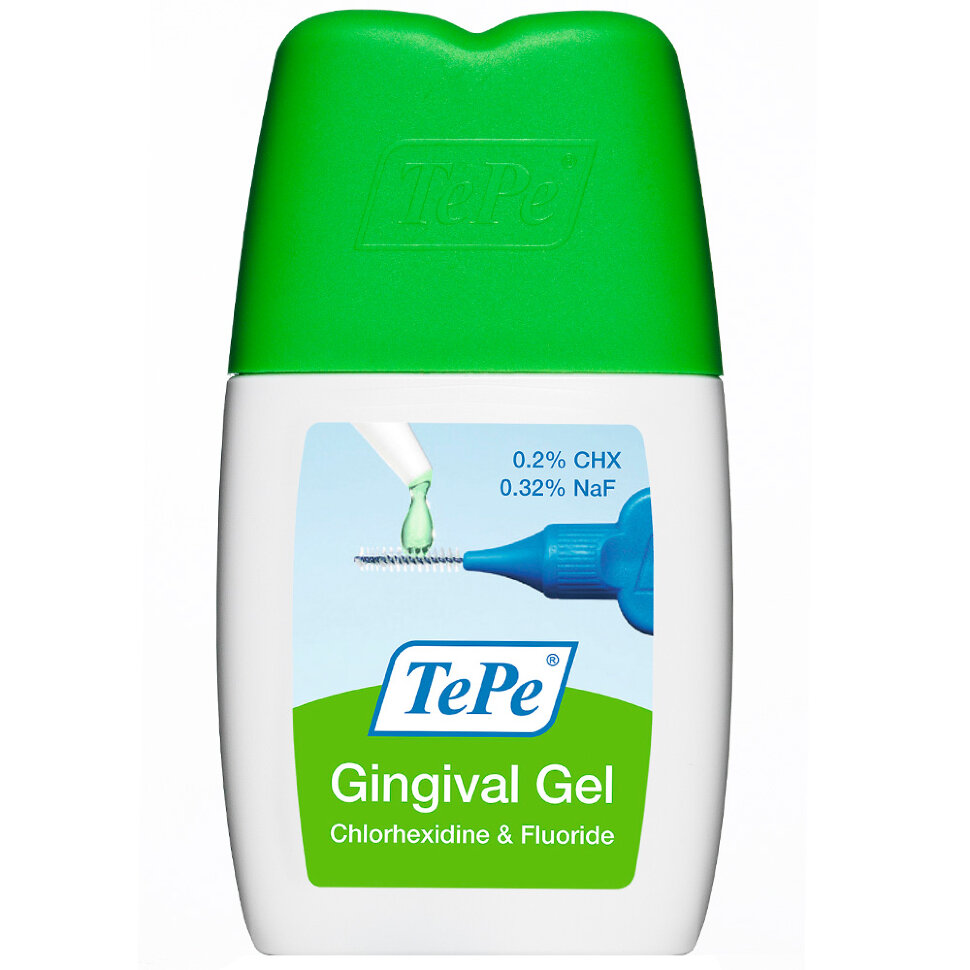 TePe®
0.2% CHX
0.32% NaF
TePe®
Gingival Gel
Chlorhexidine & Fluoride